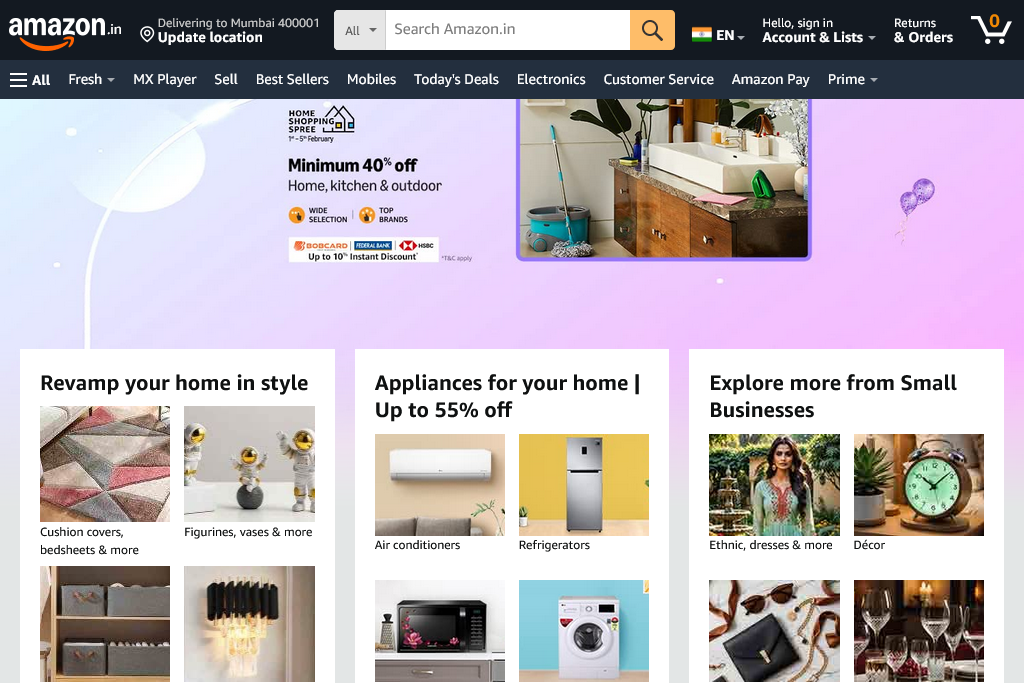 amazon.in
Delivering to Mumbai 400001
Update location
All
Search Amazon.in
EN
Hello, sign in
Account & Lists
Returns
& Orders
0
All
Fresh
MX Player
Sell
Best Sellers
Mobiles
Today's Deals
Electronics
Customer Service
Amazon Pay
Prime
HOME
SHOPPING
SPREE
1st - 5th February
Minimum 40% off
Home, kitchen & outdoor
WIDE
SELECTION
TOP
BRANDS
BOBCARD
FEDERAL BANK
HSBC
Up to 10% Instant Discount*
*T&C apply
Revamp your home in style
Cushion covers,
bedsheets & more
Figurines, vases & more
Appliances for your home |
Up to 55% off
Air conditioners
Refrigerators
Explore more from Small
Businesses
Ethnic, dresses & more
Décor